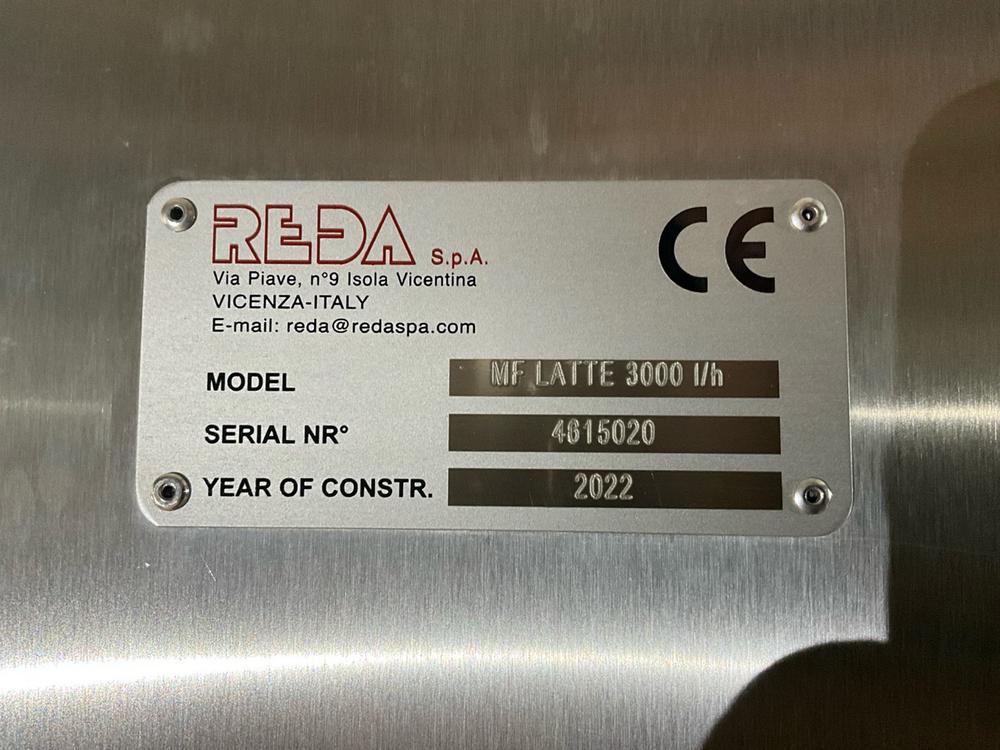 REDA S.p.A.
CE
Via Piave, n°9 Isola Vicentina
VICENZA-ITALY
E-mail: reda@redaspa.com
MODEL MF LATTE 3000 l/h
SERIAL NR° 4615020
YEAR OF CONSTR. 2022